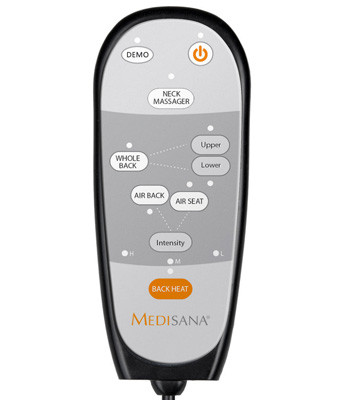 DEMO
NECK
MASSAGER
Upper
WHOLE
BACK
Lower
AIR BACK
AIR SEAT
Intensity
H
M
L
BACK HEAT
MEDISANA®